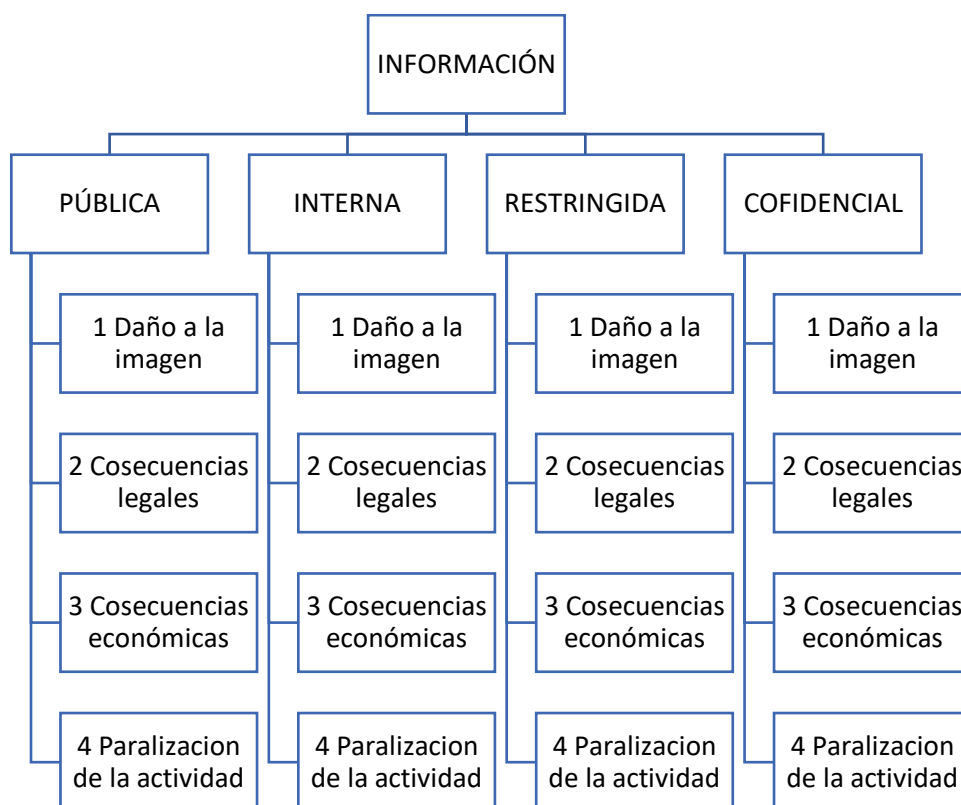 INFORMACIÓN
PÚBLICA
INTERNA
RESTRINGIDA
COFIDENCIAL
1 Daño a la
imagen
1 Daño a la
imagen
1 Daño a la
imagen
1 Daño a la
imagen
2 Cosecuencias
legales
2 Cosecuencias
legales
2 Cosecuencias
legales
2 Cosecuencias
legales
3 Cosecuencias
económicas
3 Cosecuencias
económicas
3 Cosecuencias
económicas
3 Cosecuencias
económicas
4 Paralizacion
de la actividad
4 Paralizacion
de la actividad
4 Paralizacion
de la actividad
4 Paralizacion
de la actividad